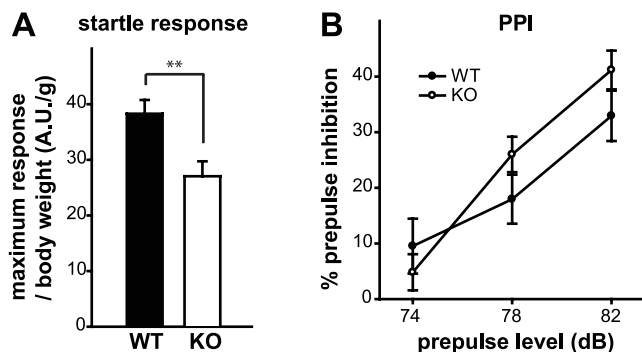 A
startle response
**
maximum response
/ body weight (A.U./g)
40
30
20
10
0
WT KO
B
PPI
WT
KO
% prepulse inhibition
40
30
20
10
0
74 78 82
prepulse level (dB)